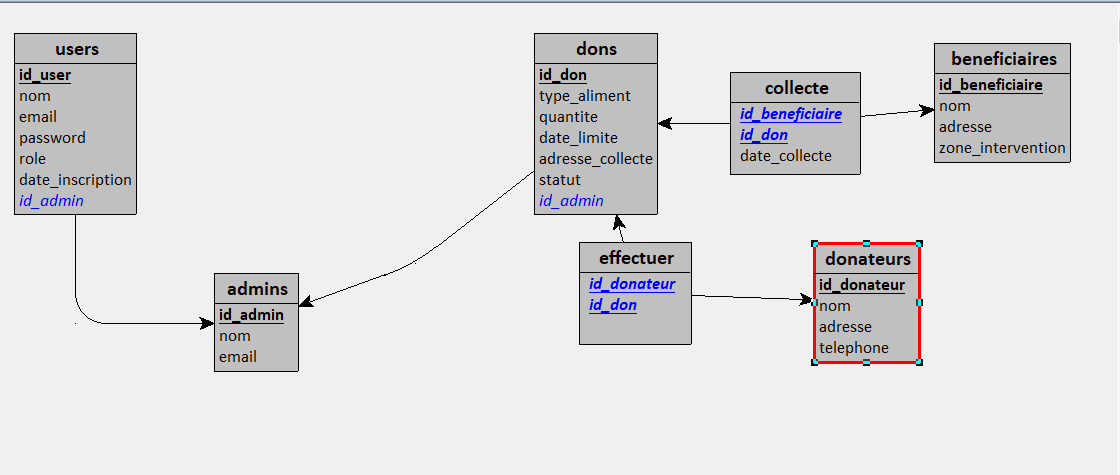 users
id_user
nom
email
password
role
date_inscription
id_admin
admins
id_admin
nom
email
dons
id_don
type_aliment
quantite
date_limite
adresse_collecte
statut
id_admin
effectuer
id_donateur
id_don
collecte
id_beneficiaire
id_don
date_collecte
donateurs
id_donateur
nom
adresse
telephone
beneficiaires
id_beneficiaire
nom
adresse
zone_intervention